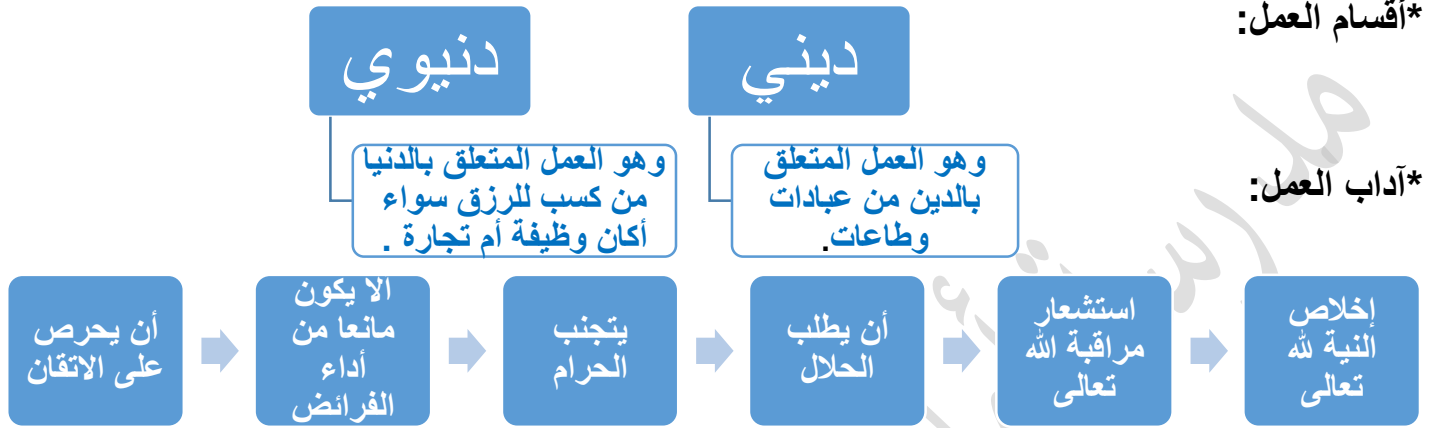 *أقسام العمل:
ديني
دنيوي
وهو العمل المتعلق
بالدين من عبادات
وطاعات.
وهو العمل المتعلق بالدنيا
من كسب للرزق سواء
أكان وظيفة أم تجارة .
*آداب العمل:
إخلاص
النية لله
تعالى
استشعار
مراقبة الله
تعالى
أن يطلب
الحلال
يتجنب
الحرام
الا يكون
مانعا من
أداء
الفرائض
أن يحرص
على الاتقان